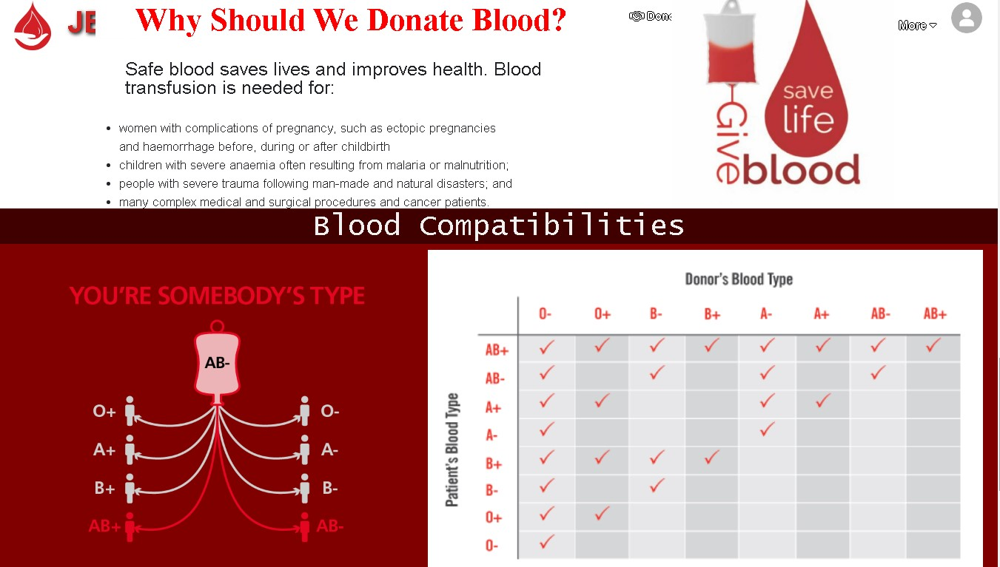 JE
Why Should We Donate Blood?
Done
More
Safe blood saves lives and improves health. Blood
transfusion is needed for:
women with complications of pregnancy, such as ectopic pregnancies
and haemorrhage before, during or after childbirth
children with severe anaemia often resulting from malaria or malnutrition;
people with severe trauma following man-made and natural disasters; and
many complex medical and surgical procedures and cancer patients.
save
life
Give
blood
Blood Compatibilities
YOU'RE SOMEBODY'S TYPE
AB-
O+ O-
A+ A-
B+ B-
AB+ AB-
Donor's Blood Type
O- O+ B- B+ A- A+ AB- AB+
Patient's Blood Type
AB+ ✓ ✓ ✓ ✓ ✓ ✓ ✓ ✓
AB- ✓ ✓ ✓ ✓
A+ ✓ ✓ ✓ ✓
A- ✓ ✓
B+ ✓ ✓ ✓ ✓
B- ✓ ✓
O+ ✓ ✓
O- ✓